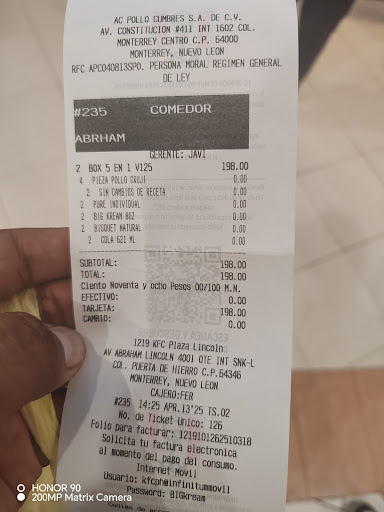 AC POLLO CUMBRES S.A. DE C.V.
AV. CONSTITUCION #411 INT 1602 COL.
MONTERREY CENTRO C.P. 64000
MONTERREY, NUEVO LEON
RFC APC040813SP0. PERSONA MORAL REGIMEN GENERAL
DE LEY
#235 COMEDOR
ABRHAM
GERENTE: JAVI
2 BOX 5 EN 1 V125 198.00
4 PIEZA POLLO CRUJI 0.00
2 SIN CAMBIOS DE RECETA 0.00
2 PURE INDIVIDUAL 0.00
2 BIG KREAM 8OZ 0.00
2 BISQUET NATURAL 0.00
2 COLA 621 ML 0.00
SUBTOTAL: 198.00
TOTAL: 198.00
Ciento Noventa y ocho Pesos 00/100 M.N.
EFECTIVO: 0.00
TARJETA: 198.00
CAMBIO: 0.00
1219 KFC Plaza Lincoln
AV ABRAHAM LINCOLN 4001 OTE INT SNK-L
COL. PUERTA DE HIERRO C.P.64346
MONTERREY, NUEVO LEON
CAJERO:FER
#235 14:25 APR.13'25 TS.02
No. de Ticket Unico: 126
Folio para facturar: 1219101262510318
Solicita tu factura electronica
al momento del pago del consumo.
Internet Movil
Usuario: kfcph@infinitummovil
Password: BIGkream
HONOR 90
200MP Matrix Camera